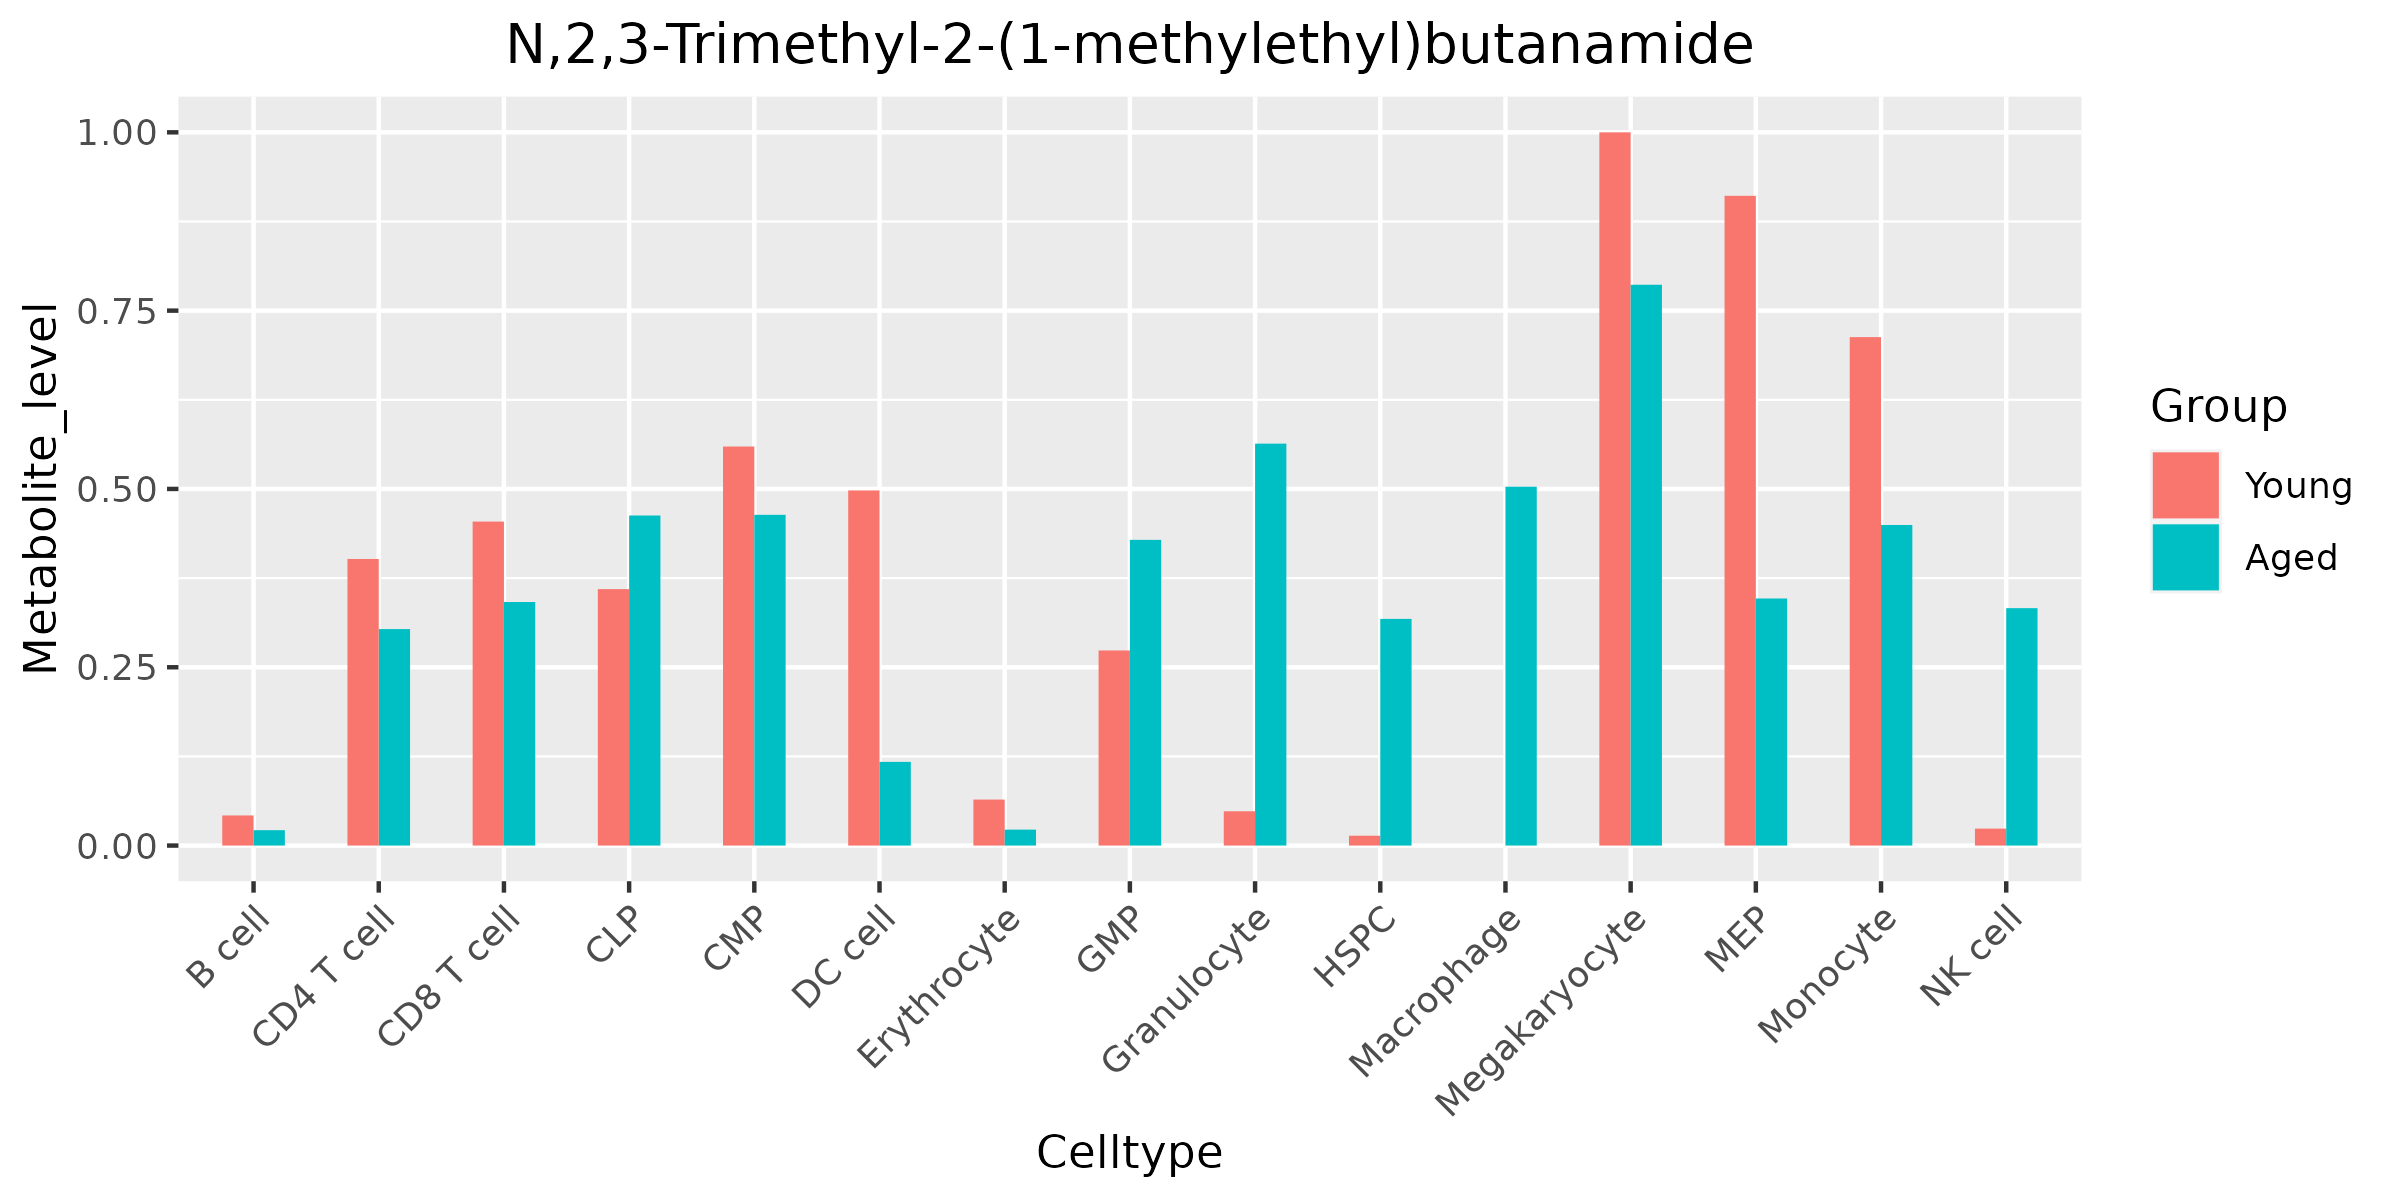 N,2,3-Trimethyl-2-(1-methylethyl)butanamide
Metabolite_level
1.00
0.75
0.50
0.25
0.00
B cell
CD4 T cell
CD8 T cell
CLP
CMP
DC cell
Erythrocyte
GMP
Granulocyte
HSPC
Macrophage
Megakaryocyte
MEP
Monocyte
NK cell
Celltype
Group
Young
Aged